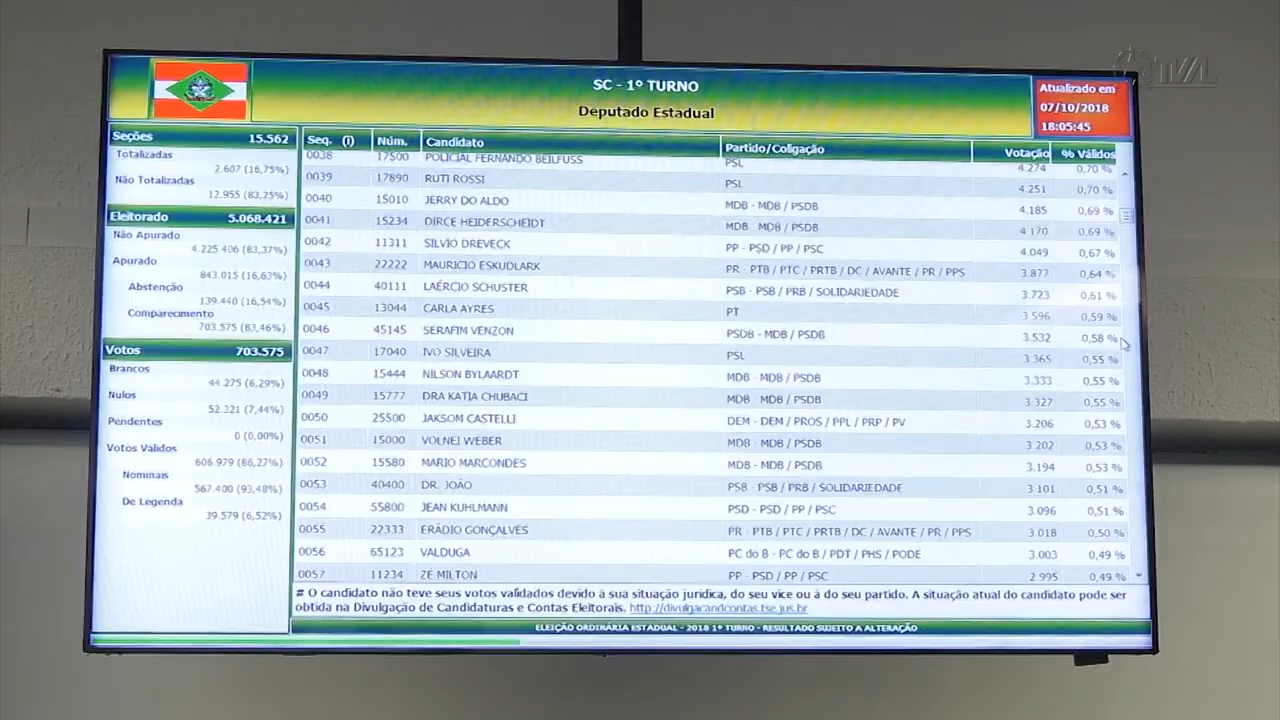 TVAL
SC - 1º TURNO
Deputado Estadual
Atualizado em
07/10/2018
18:05:45
Seções 15.562
Totalizadas
2.607 (16,75%)
Não Totalizadas
12.955 (83,25%)
Eleitorado 5.068.421
Não Apurado
4.225.406 (83,37%)
Apurado
843.015 (16,63%)
Abstenção
139.440 (16,54%)
Comparecimento
703.575 (83,46%)
Votos 703.575
Brancos
44.275 (6,29%)
Nulos
52.321 (7,44%)
Pendentes
0 (0,00%)
Votos Válidos
606.979 (86,27%)
Nominais
567.400 (93,48%)
De Legenda
39.579 (6,52%)
Seq. (i) Núm. Candidato Partido/Coligação Votação % Válidos
0038 17500 POLICIAL FERNANDO BEILFUSS PSL 4.274 0,70 %
0039 17890 RUTI ROSSI PSL 4.251 0,70 %
0040 15010 JERRY DO ALDO MDB - MDB / PSDB 4.185 0,69 %
0041 15234 DIRCE HEIDERSCHEIDT MDB - MDB / PSDB 4.170 0,69 %
0042 11311 SILVIO DREVECK PP - PSD / PP / PSC 4.049 0,67 %
0043 22222 MAURICIO ESKUDLARK PR - PTB / PTC / PRTB / DC / AVANTE / PR / PPS 3.877 0,64 %
0044 40111 LAÉRCIO SCHUSTER PSB - PSB / PRB / SOLIDARIEDADE 3.723 0,61 %
0045 13044 CARLA AYRES PT 3.596 0,59 %
0046 45145 SERAFIM VENZON PSDB - MDB / PSDB 3.532 0,58 %
0047 17040 IVO SILVEIRA PSL 3.365 0,55 %
0048 15444 NILSON BYLAARDT MDB - MDB / PSDB 3.333 0,55 %
0049 15777 DRA KATIA CHUBACI MDB - MDB / PSDB 3.327 0,55 %
0050 25500 JAKSOM CASTELLI DEM - DEM / PROS / PPL / PRP / PV 3.206 0,53 %
0051 15000 VOLNEI WEBER MDB - MDB / PSDB 3.202 0,53 %
0052 15580 MARIO MARCONDES MDB - MDB / PSDB 3.194 0,53 %
0053 40400 DR. JOÃO PSB - PSB / PRB / SOLIDARIEDADE 3.101 0,51 %
0054 55800 JEAN KUHLMANN PSD - PSD / PP / PSC 3.096 0,51 %
0055 22333 ERÁDIO GONÇALVES PR - PTB / PTC / PRTB / DC / AVANTE / PR / PPS 3.018 0,50 %
0056 65123 VALDUGA PC do B - PC do B / PDT / PHS / PODE 3.003 0,49 %
0057 11234 ZÉ MILTON PP - PSD / PP / PSC 2.995 0,49 %
# O candidato não teve seus votos validados devido à sua situação jurídica, do seu vice ou à do seu partido. A situação atual do candidato pode ser
obtida na Divulgação de Candidaturas e Contas Eleitorais. http://divulgacandcontas.tse.jus.br
ELEIÇÃO ORDINÁRIA ESTADUAL - 2018 1º TURNO - RESULTADO SUJEITO A ALTERAÇÃO